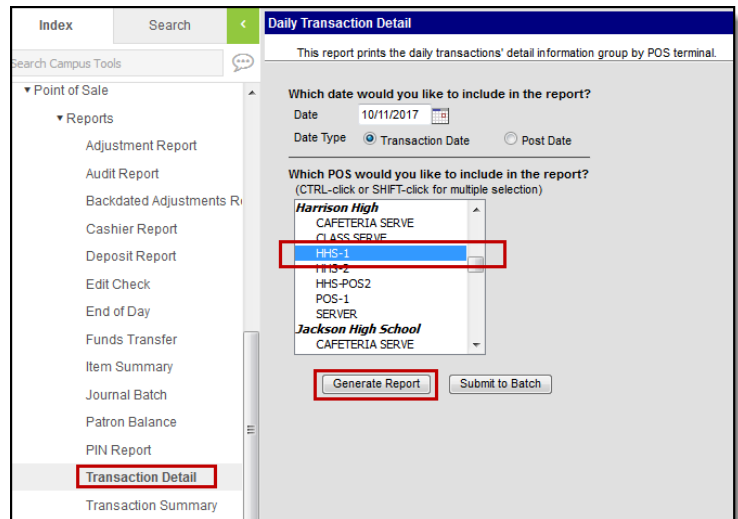 Index
Search
<
Daily Transaction Detail
Search Campus Tools
This report prints the daily transactions' detail information group by POS terminal.
Point of Sale
Reports
Adjustment Report
Audit Report
Backdated Adjustments R
Cashier Report
Deposit Report
Edit Check
End of Day
Funds Transfer
Item Summary
Journal Batch
Patron Balance
PIN Report
Transaction Detail
Transaction Summary
Which date would you like to include in the report?
Date 10/11/2017
Date Type Transaction Date Post Date
Which POS would you like to include in the report?
(CTRL-click or SHIFT-click for multiple selection)
Harrison High
CAFETERIA SERVE
CLASS SERVE
HHS-1
HHS-2
HHS-POS2
POS-1
SERVER
Jackson High School
CAFETERIA SERVE
Generate Report Submit to Batch